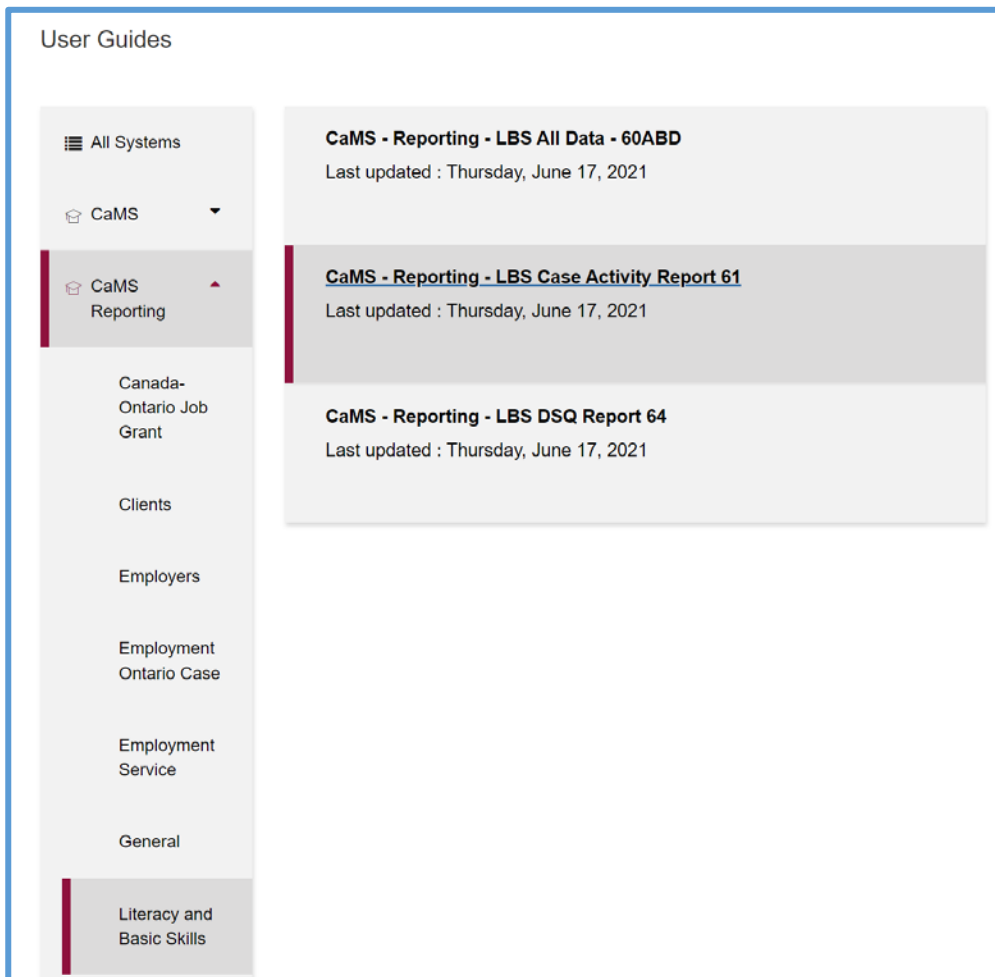 User Guides
All Systems
CaMS
CaMS
Reporting
Canada-
Ontario Job
Grant
Clients
Employers
Employment
Ontario Case
Employment
Service
General
Literacy and
Basic Skills
CaMS - Reporting - LBS All Data - 60ABD
Last updated : Thursday, June 17, 2021
CaMS - Reporting - LBS Case Activity Report 61
Last updated : Thursday, June 17, 2021
CaMS - Reporting - LBS DSQ Report 64
Last updated : Thursday, June 17, 2021